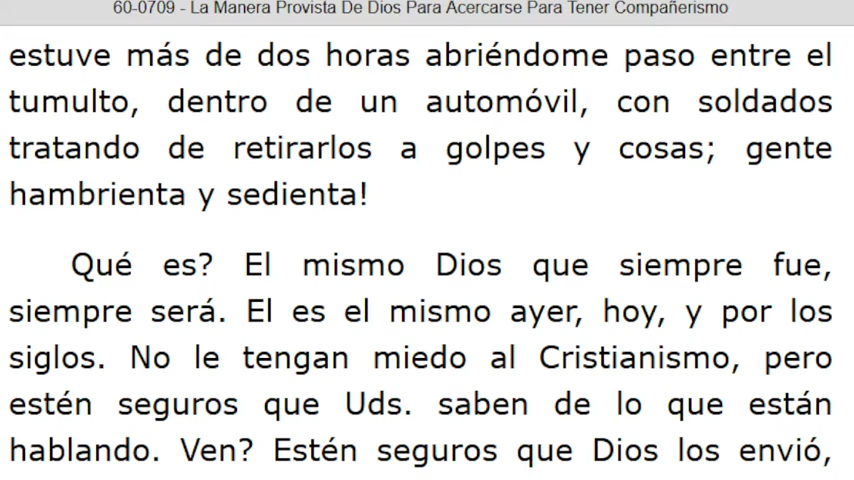 60-0709 - La Manera Provista De Dios Para Acercarse Para Tener Compañerismo
estuve más de dos horas abriéndome paso entre el
tumulto, dentro de un automóvil, con soldados
tratando de retirarlos a golpes y cosas; gente
hambrienta y sedienta!
Qué es? El mismo Dios que siempre fue,
siempre será. El es el mismo ayer, hoy, y por los
siglos. No le tengan miedo al Cristianismo, pero
estén seguros que Uds. saben de lo que están
hablando. Ven? Estén seguros que Dios los envió,